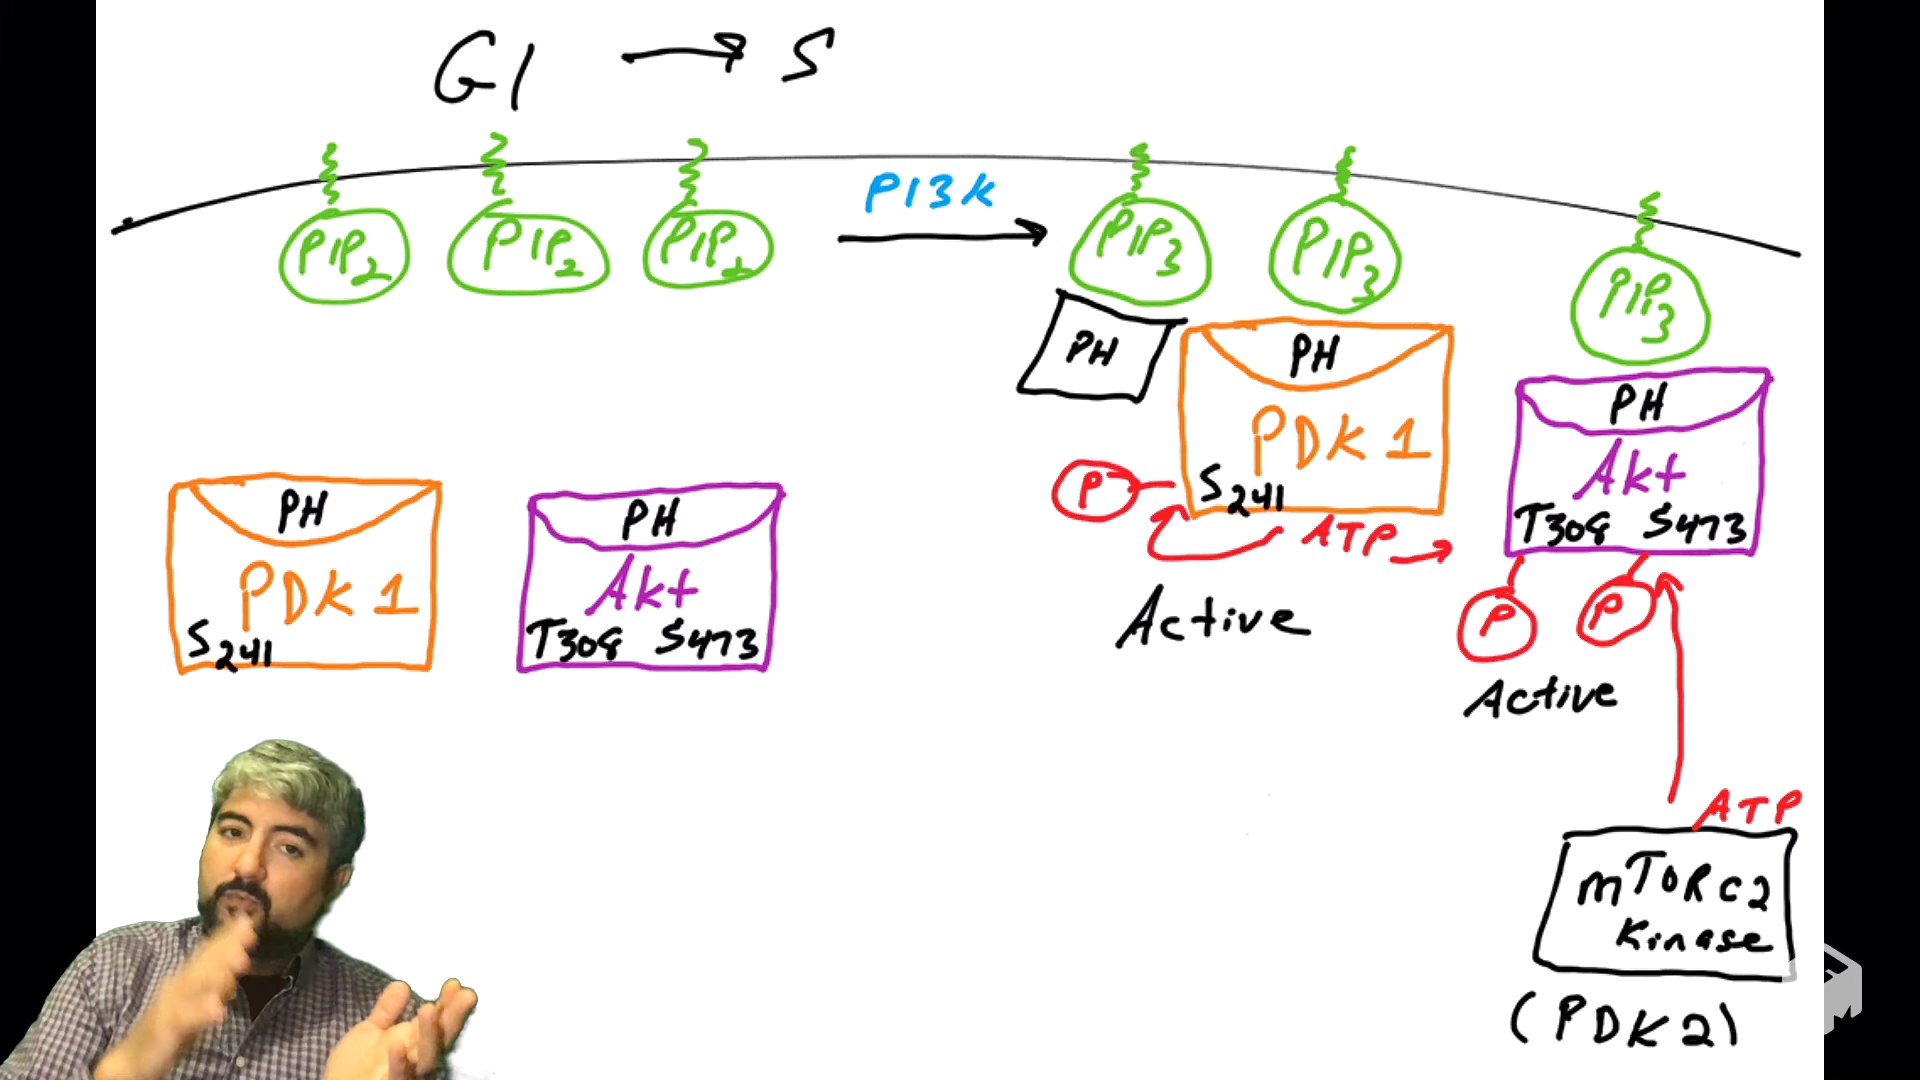 G1 → S
PI3K
PIP2
PIP2
PIP2
PIP3
PIP3
PIP3
PH
PH
PDK1
S241
PH
Akt
T308 S473
P
ATP
P
P
Active
Active
PH
PDK1
S241
PH
Akt
T308 S473
ATP
mTORC2
Kinase
(PDK2)